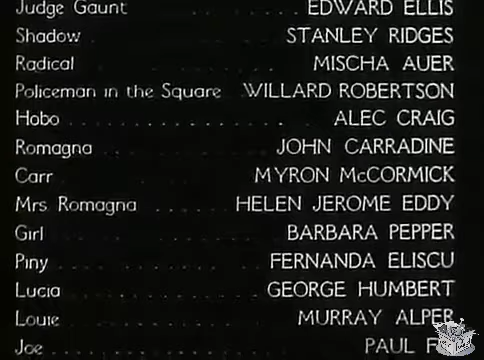 Judge Gaunt . . . . . . . . . . EDWARD ELLIS
Shadow . . . . . . . . . . STANLEY RIDGES
Radical . . . . . . . . . . MISCHA AUER
Policeman in the Square . WILLARD ROBERTSON
Hobo . . . . . . . . . . ALEC CRAIG
Romagna . . . . . . . . . . JOHN CARRADINE
Carr . . . . . . . . . . MYRON McCORMICK
Mrs. Romagna . . . . . . HELEN JEROME EDDY
Girl . . . . . . . . . . BARBARA PEPPER
Piny . . . . . . . . . . FERNANDA ELISCU
Lucia . . . . . . . . . . GEORGE HUMBERT
Louie . . . . . . . . . . MURRAY ALPER
Joe . . . . . . . . . . PAUL